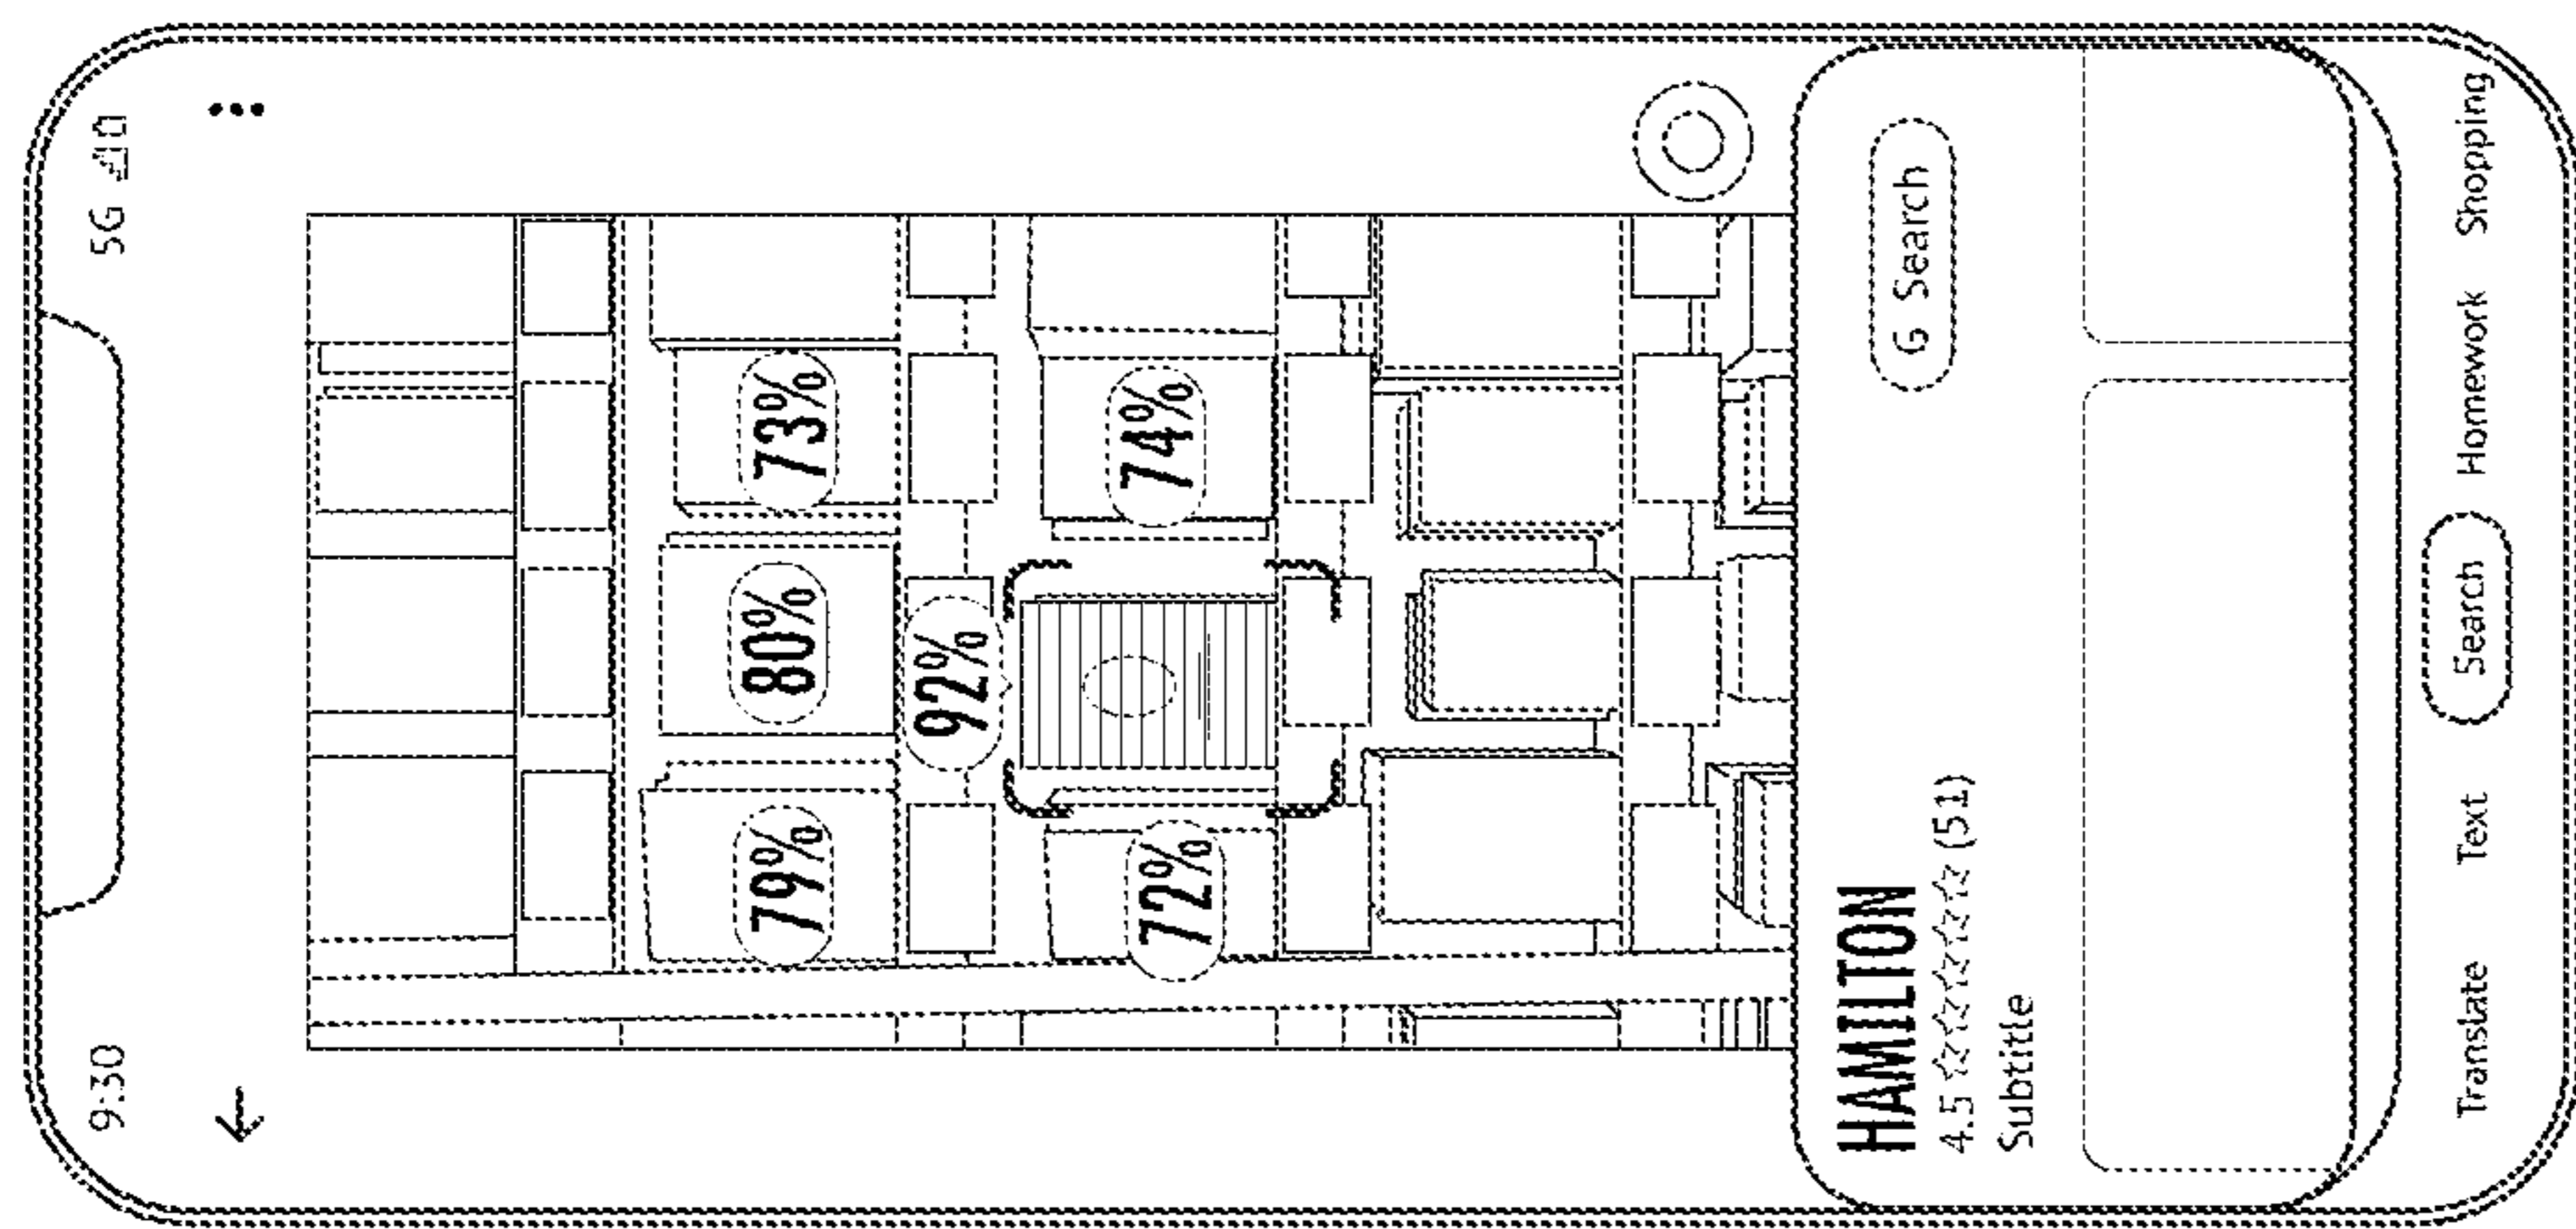 9:30 5G
79% 80% 73%
92%
72% 74%
HAMILTON
4.5 ☆☆☆☆☆ (51)
G Search
Subtitle
Translate Text Search Homework Shopping